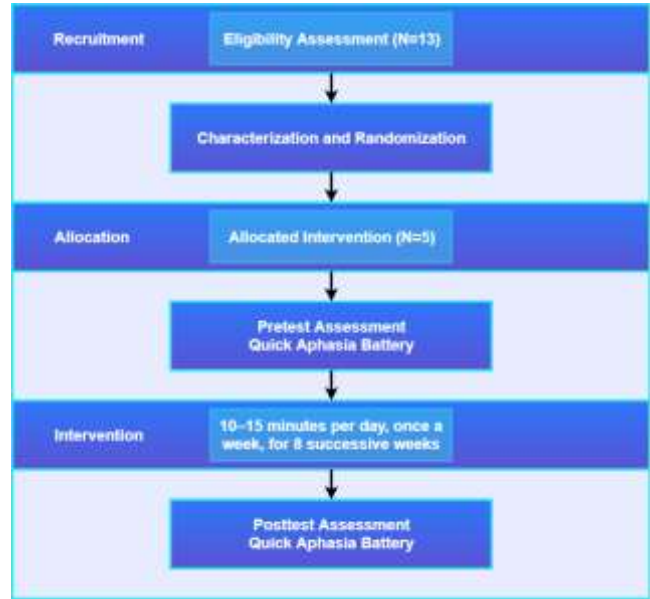 Recruitment
Eligibility Assessment (N=13)
Characterization and Randomization
Allocation
Allocated Intervention (N=5)
Pretest Assessment
Quick Aphasia Battery
Intervention
10–15 minutes per day, once a
week, for 8 successive weeks
Posttest Assessment
Quick Aphasia Battery